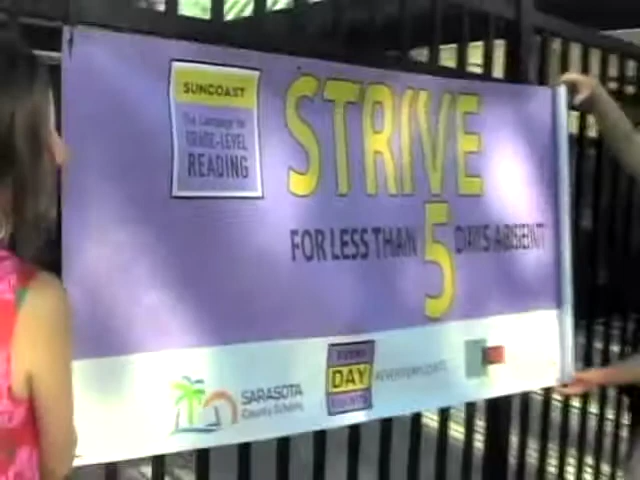 SUNCOAST
The Campaign for
GRADE-LEVEL
READING
STRIVE
FOR LESS THAN 5 DAYS ABSENT
SARASOTA
County Schools
EVERY
DAY
COUNTS